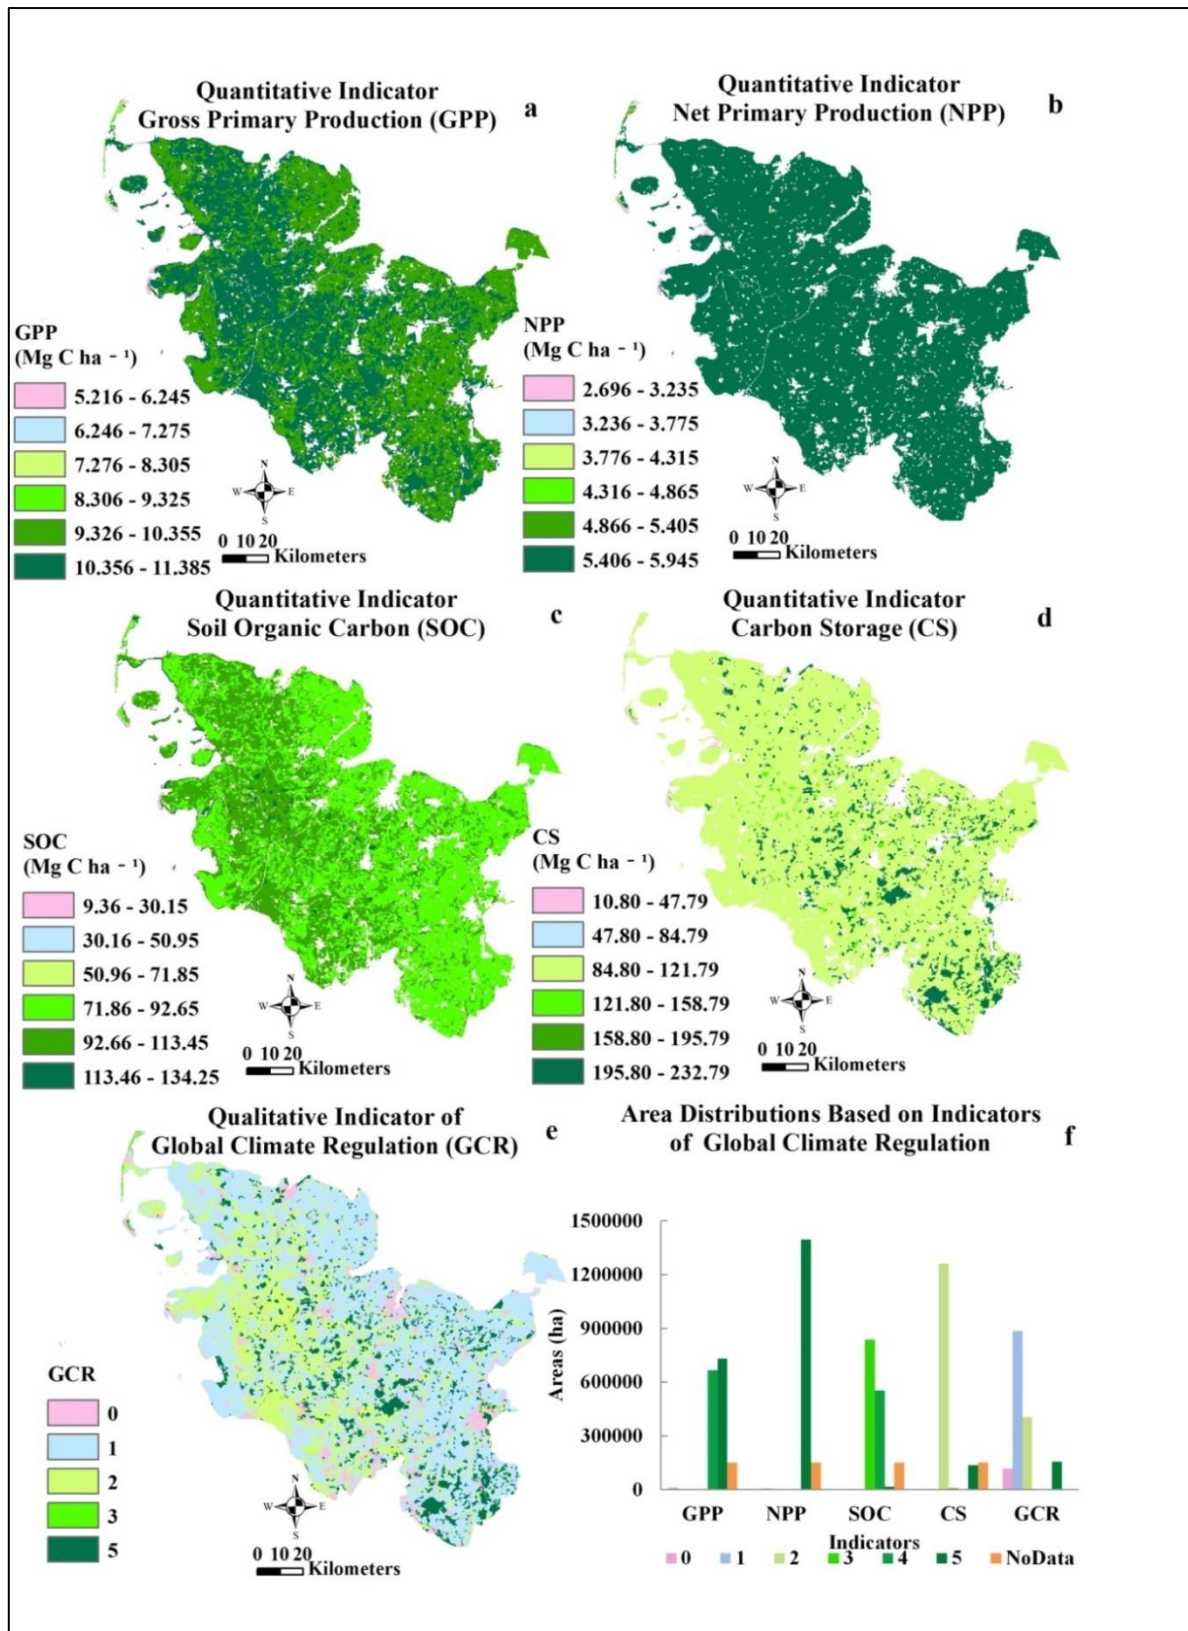 Quantitative Indicator
Gross Primary Production (GPP)
a
GPP
(Mg C ha - ¹)
5.216 - 6.245
6.246 - 7.275
7.276 - 8.305
8.306 - 9.325
9.326 - 10.355
10.356 - 11.385
N
W E
S
0 10 20
Kilometers
Quantitative Indicator
Net Primary Production (NPP)
b
NPP
(Mg C ha - ¹)
2.696 - 3.235
3.236 - 3.775
3.776 - 4.315
4.316 - 4.865
4.866 - 5.405
5.406 - 5.945
N
W E
S
0 10 20
Kilometers
Quantitative Indicator
Soil Organic Carbon (SOC)
c
SOC
(Mg C ha - ¹)
9.36 - 30.15
30.16 - 50.95
50.96 - 71.85
71.86 - 92.65
92.66 - 113.45
113.46 - 134.25
N
W E
S
0 10 20
Kilometers
Quantitative Indicator
Carbon Storage (CS)
d
CS
(Mg C ha - ¹)
10.80 - 47.79
47.80 - 84.79
84.80 - 121.79
121.80 - 158.79
158.80 - 195.79
195.80 - 232.79
N
W E
S
0 10 20
Kilometers
Qualitative Indicator of
Global Climate Regulation (GCR)
e
GCR
0
1
2
3
5
N
W E
S
0 10 20
Kilometers
Area Distributions Based on Indicators
of Global Climate Regulation
f
Areas (ha)
1500000
1200000
900000
600000
300000
0
GPP NPP SOC CS GCR
Indicators
0 1 2 3 4 5 NoData